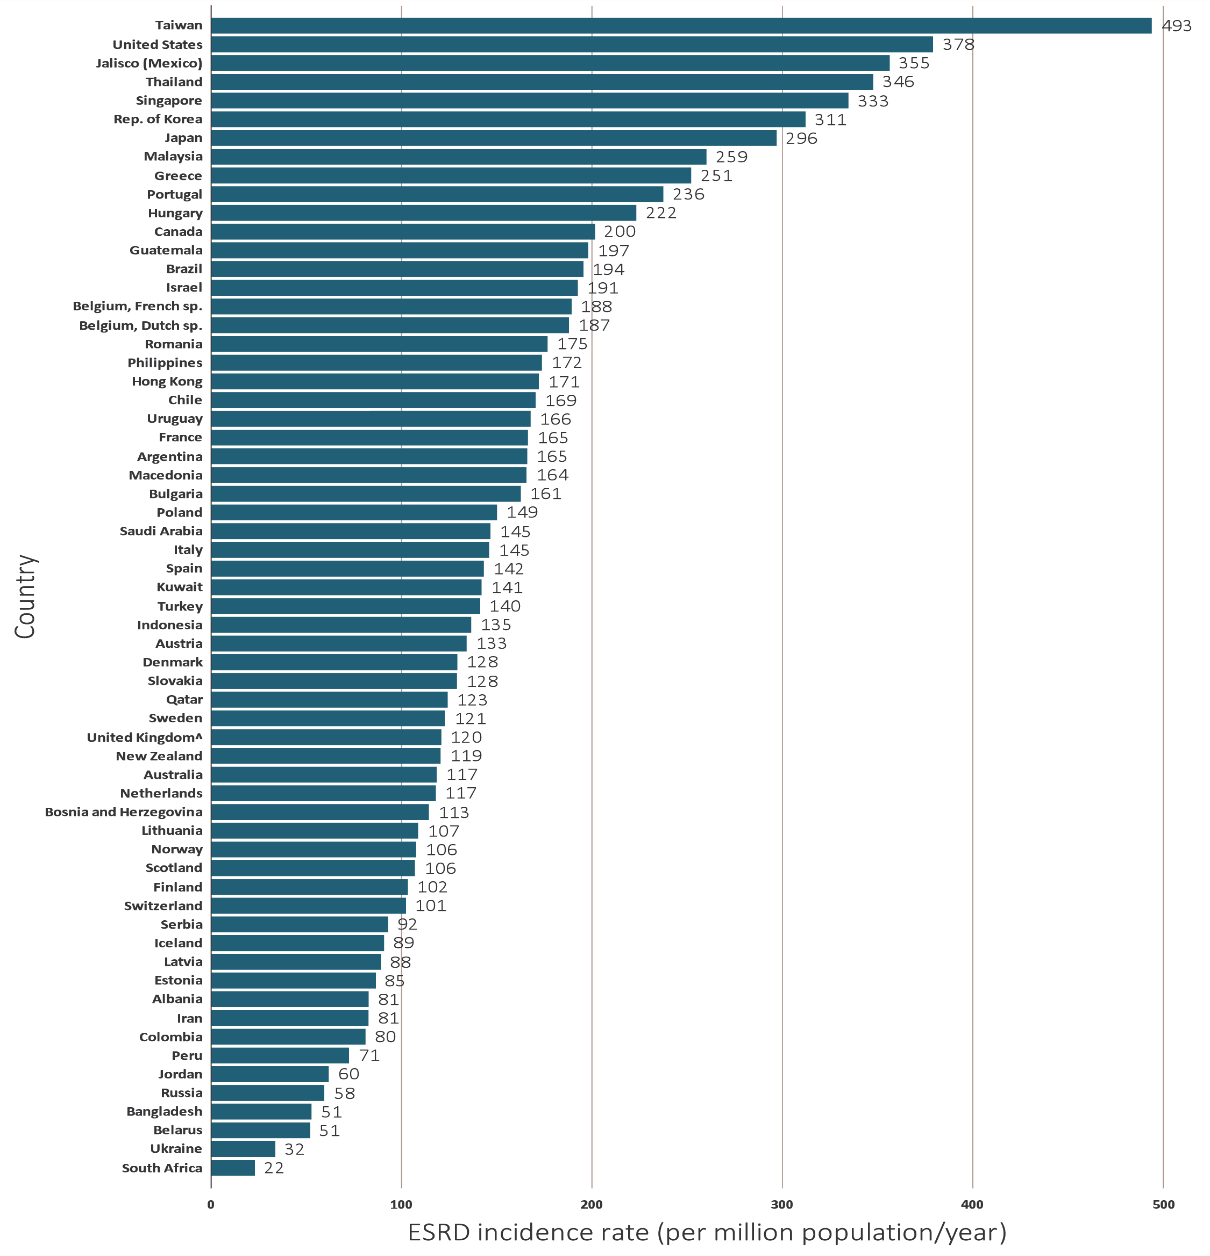 Taiwan 493
United States 378
Jalisco (Mexico) 355
Thailand 346
Singapore 333
Rep. of Korea 311
Japan 296
Malaysia 259
Greece 251
Portugal 236
Hungary 222
Canada 200
Guatemala 197
Brazil 194
Israel 191
Belgium, French sp. 188
Belgium, Dutch sp. 187
Romania 175
Philippines 172
Hong Kong 171
Chile 169
Uruguay 166
France 165
Argentina 165
Macedonia 164
Bulgaria 161
Poland 149
Saudi Arabia 145
Italy 145
Spain 142
Kuwait 141
Turkey 140
Indonesia 135
Austria 133
Denmark 128
Slovakia 128
Qatar 123
Sweden 121
United Kingdom^ 120
New Zealand 119
Australia 117
Netherlands 117
Bosnia and Herzegovina 113
Lithuania 107
Norway 106
Scotland 106
Finland 102
Switzerland 101
Serbia 92
Iceland 89
Latvia 88
Estonia 85
Albania 81
Iran 81
Colombia 80
Peru 71
Jordan 60
Russia 58
Bangladesh 51
Belarus 51
Ukraine 32
South Africa 22
Country
0 100 200 300 400 500
ESRD incidence rate (per million population/year)